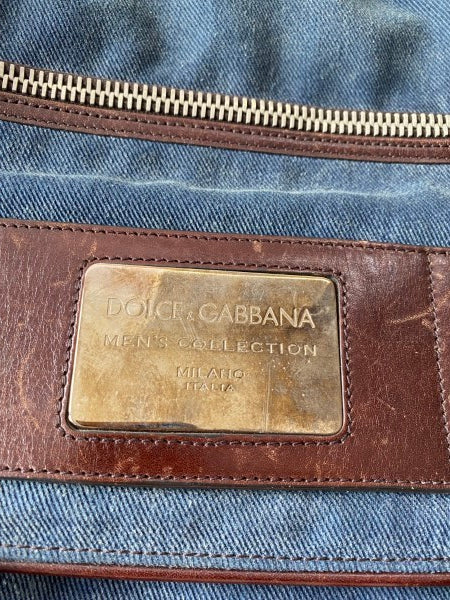 DOLCE & GABBANA
MEN'S COLLECTION
MILANO
ITALIA